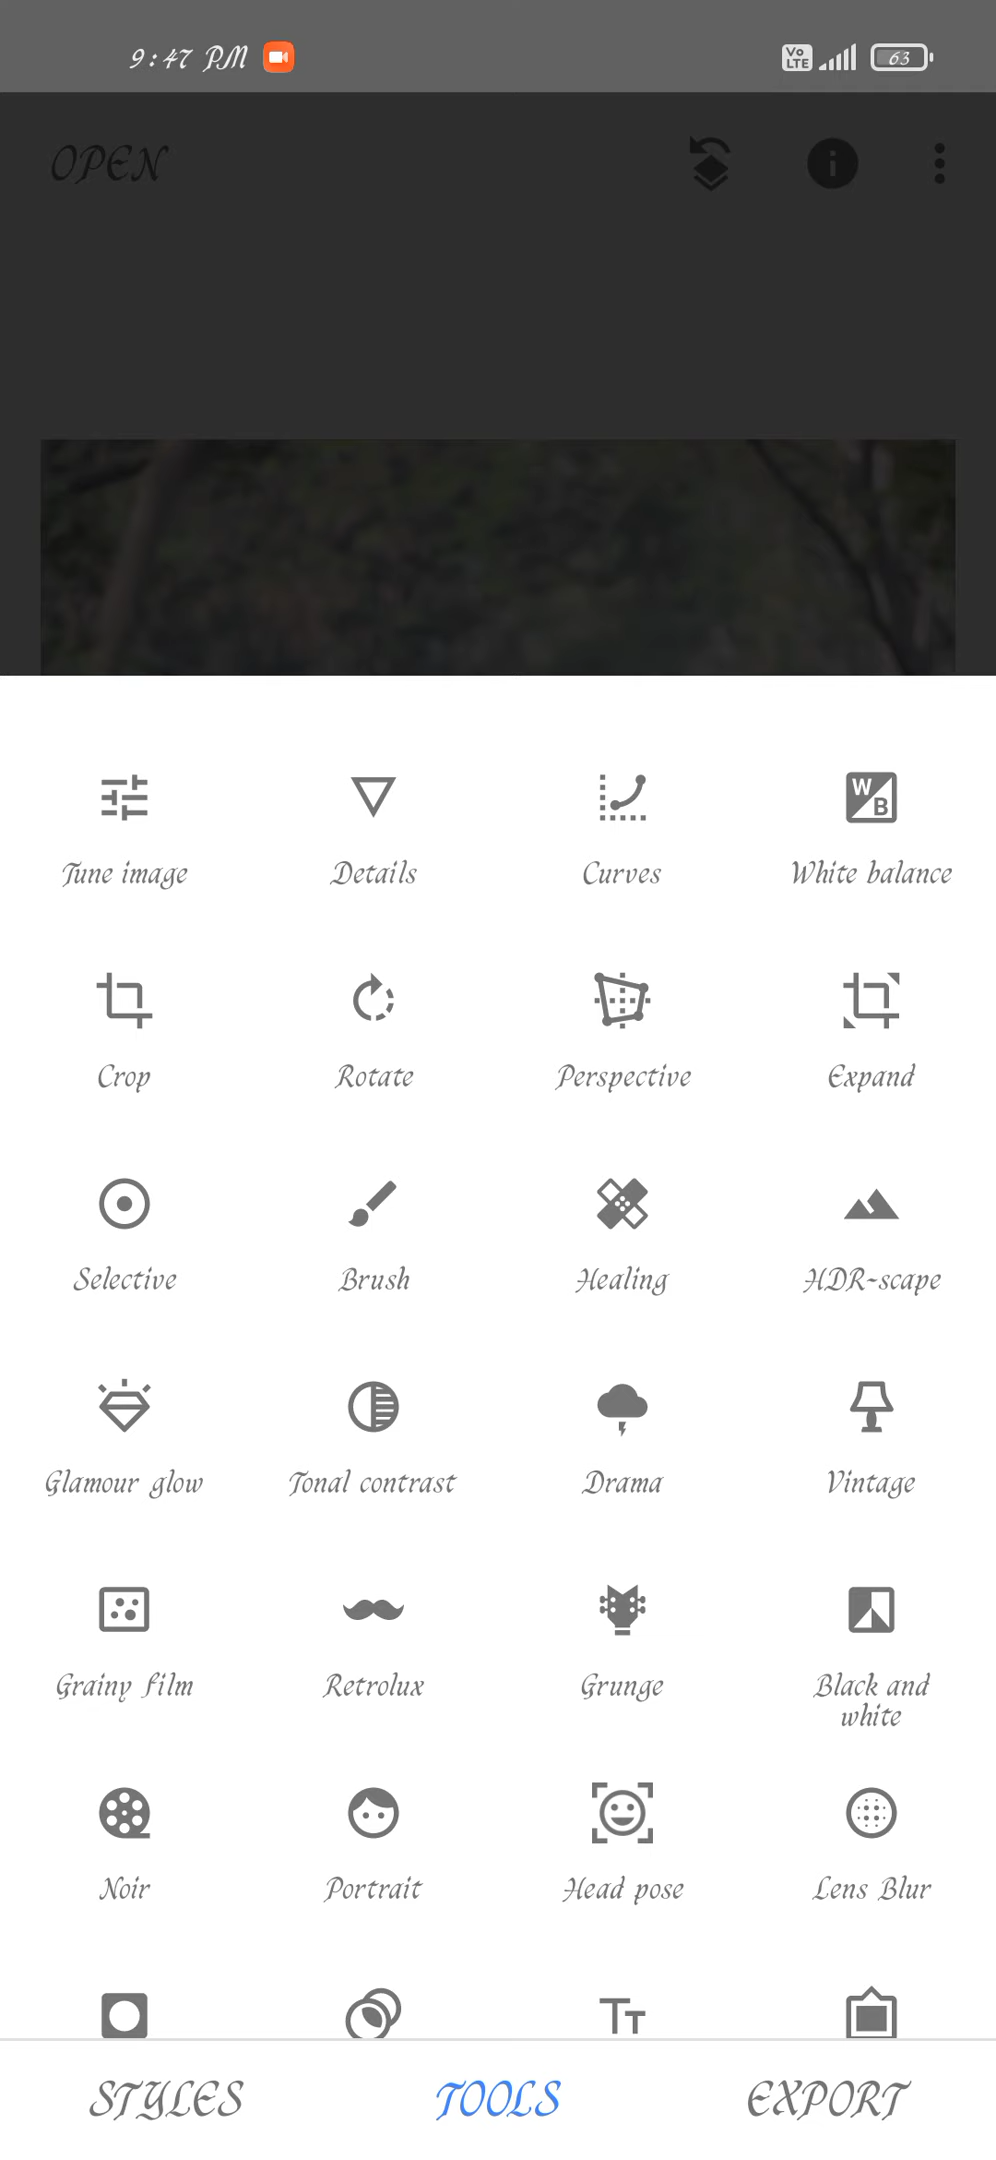 9:47 PM Vo LTE 63
OPEN
Tune image Details Curves White balance
Crop Rotate Perspective Expand
Selective Brush Healing HDR-scape
Glamour glow Tonal contrast Drama Vintage
Grainy film Retrolux Grunge Black and
white
Noir Portrait Head pose Lens Blur
STYLES TOOLS EXPORT